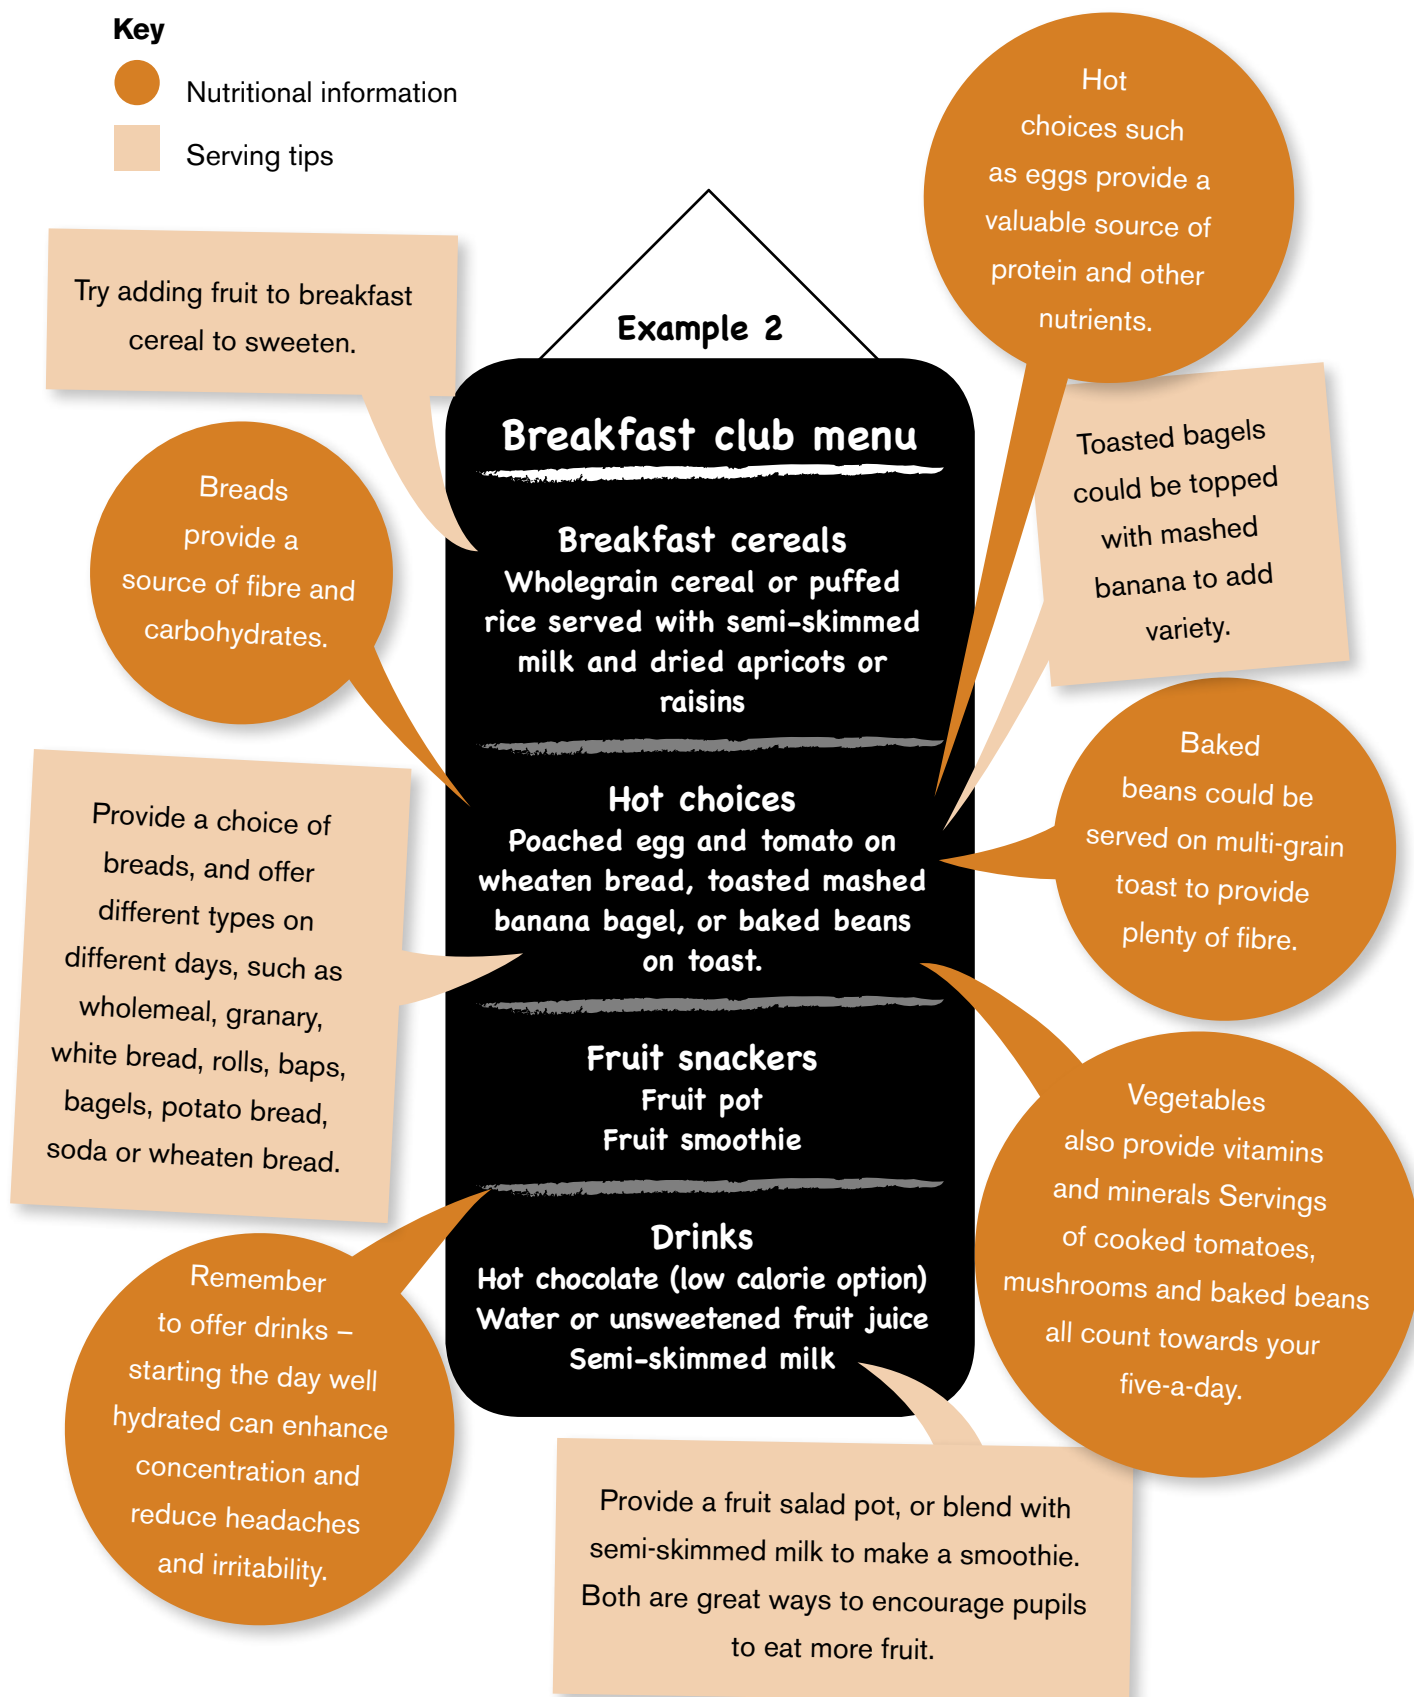 Key
Nutritional information
Serving tips
Hot
choices such
as eggs provide a
valuable source of
protein and other
nutrients.
Try adding fruit to breakfast
cereal to sweeten.
Example 2
Breakfast club menu
Toasted bagels
could be topped
with mashed
banana to add
variety.
Breads
provide a
source of fibre and
carbohydrates.
Breakfast cereals
Wholegrain cereal or puffed
rice served with semi-skimmed
milk and dried apricots or
raisins
Baked
beans could be
served on multi-grain
toast to provide
plenty of fibre.
Provide a choice of
breads, and offer
different types on
different days, such as
wholemeal, granary,
white bread, rolls, baps,
bagels, potato bread,
soda or wheaten bread.
Hot choices
Poached egg and tomato on
wheaten bread, toasted mashed
banana bagel, or baked beans
on toast.
Fruit snackers
Fruit pot
Fruit smoothie
Vegetables
also provide vitamins
and minerals Servings
of cooked tomatoes,
mushrooms and baked beans
all count towards your
five-a-day.
Drinks
Hot chocolate (low calorie option)
Water or unsweetened fruit juice
Semi-skimmed milk
Remember
to offer drinks –
starting the day well
hydrated can enhance
concentration and
reduce headaches
and irritability.
Provide a fruit salad pot, or blend with
semi-skimmed milk to make a smoothie.
Both are great ways to encourage pupils
to eat more fruit.